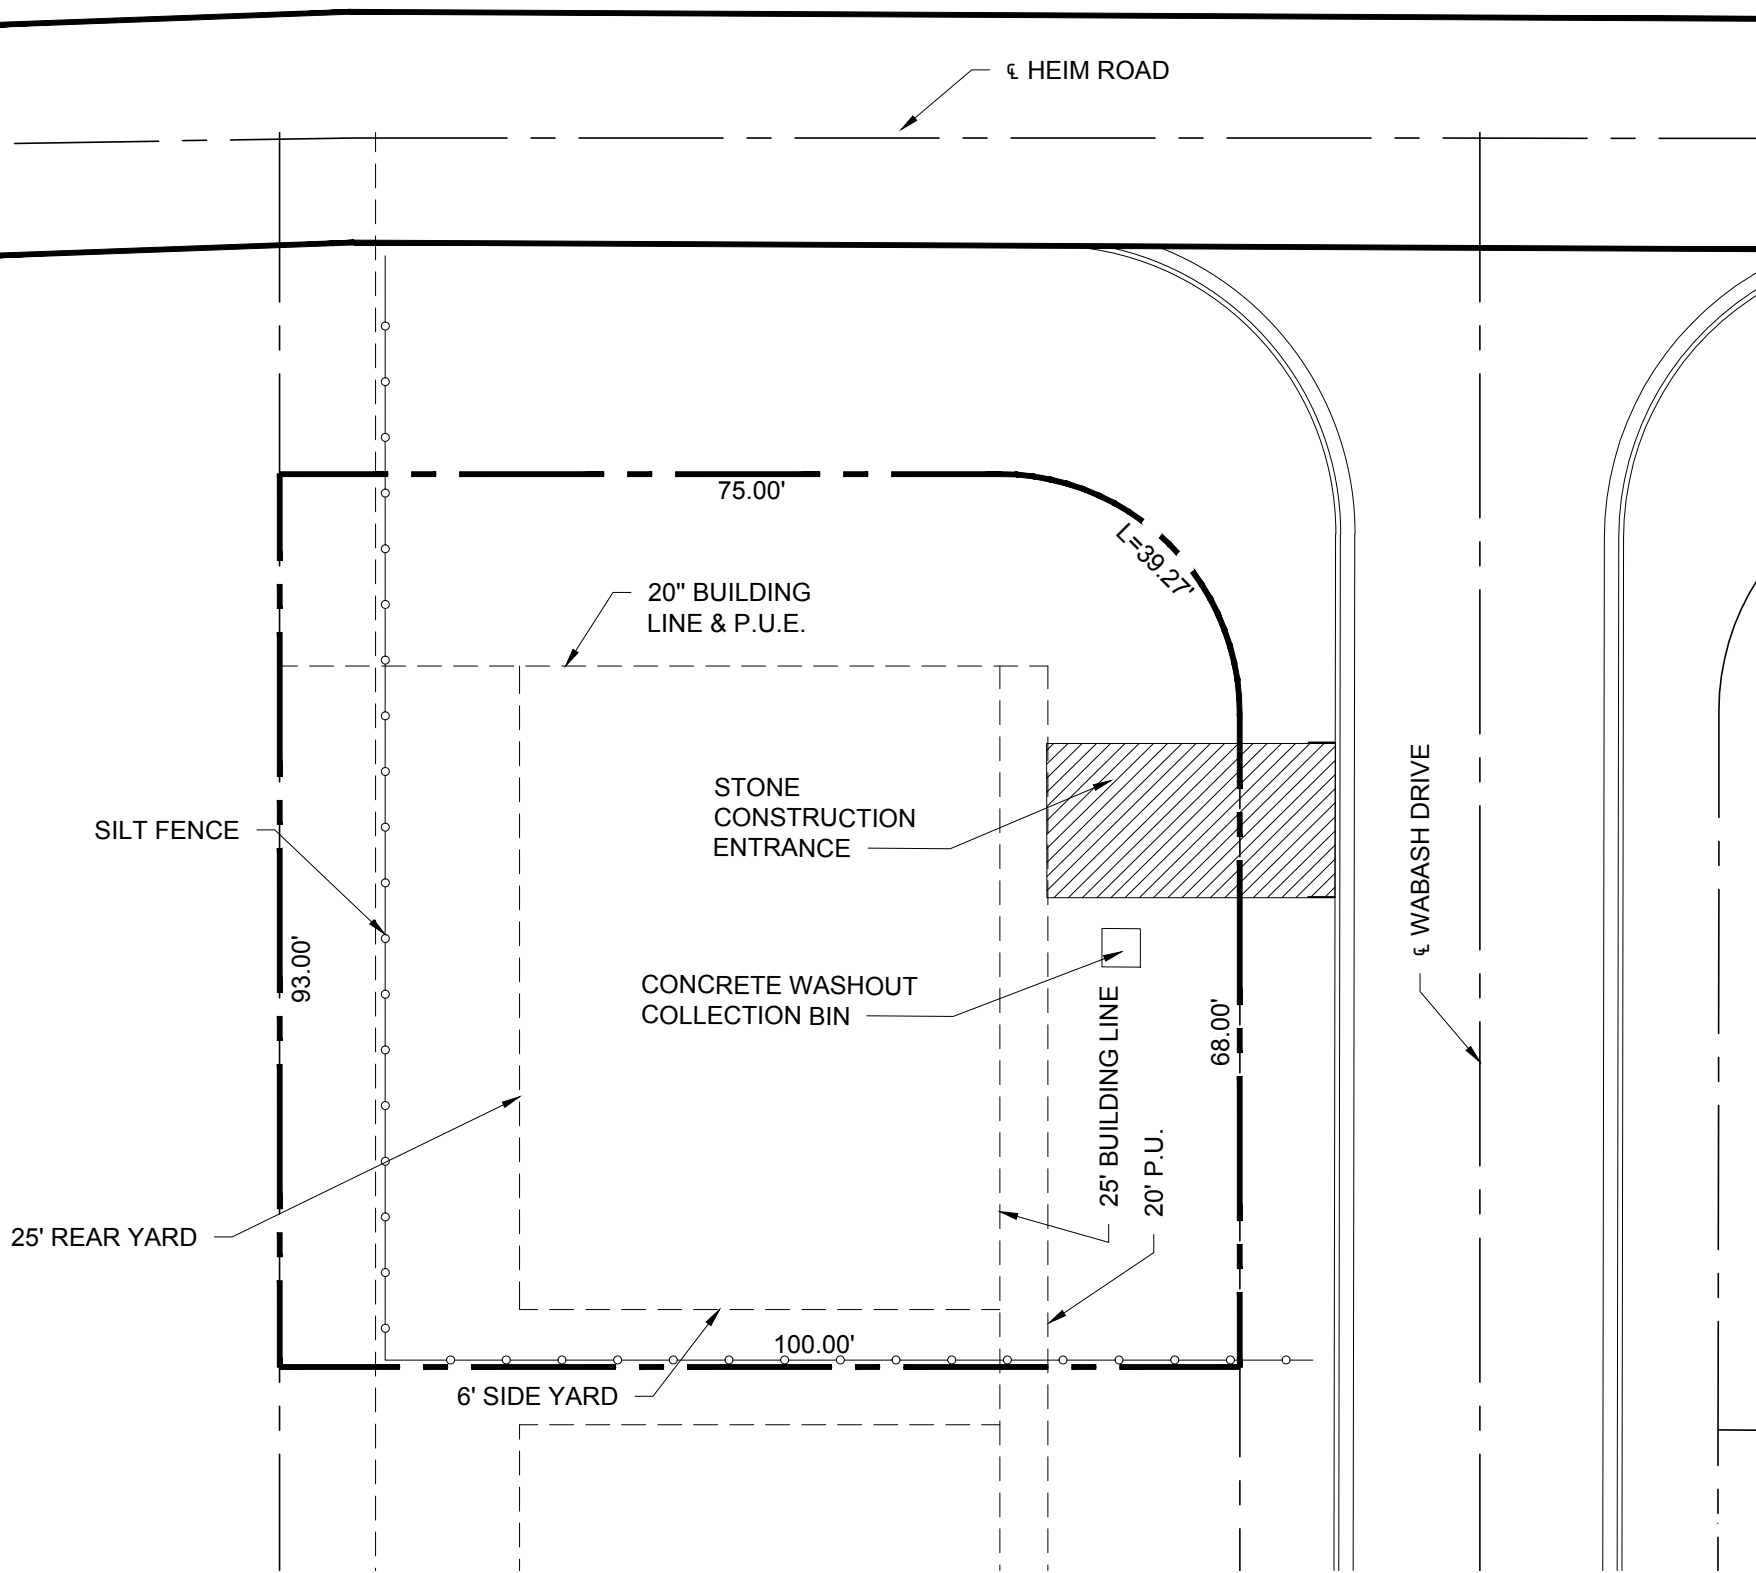 ℄ HEIM ROAD
75.00'
L=39.27'
20" BUILDING
LINE & P.U.E.
STONE
CONSTRUCTION
ENTRANCE
SILT FENCE
℄ WABASH DRIVE
93.00'
CONCRETE WASHOUT
COLLECTION BIN
68.00'
25' BUILDING LINE
20' P.U.
25' REAR YARD
100.00'
6' SIDE YARD